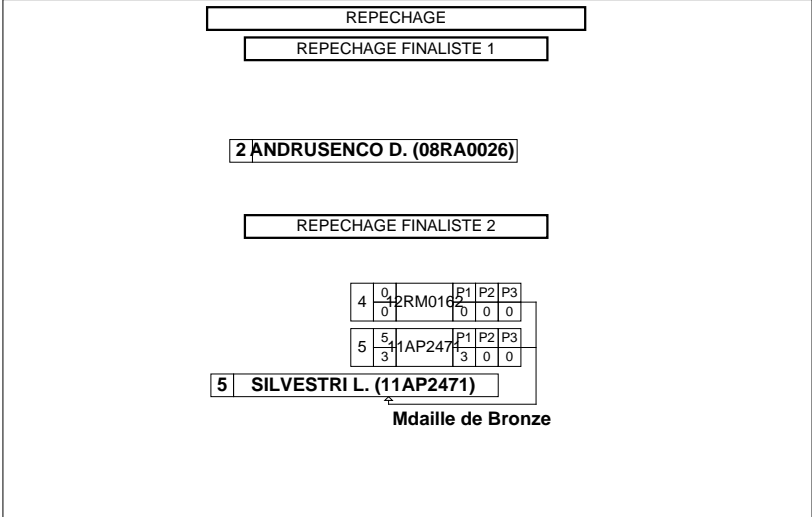 REPECHAGE
REPECHAGE FINALISTE 1
2 ANDRUSENCO D. (08RA0026)
REPECHAGE FINALISTE 2
4 0 12RM0162 P1 P2 P3
0 0 0 0
5 5 11AP2471 P1 P2 P3
3 3 0 0
5 SILVESTRI L. (11AP2471)
Mdaille de Bronze